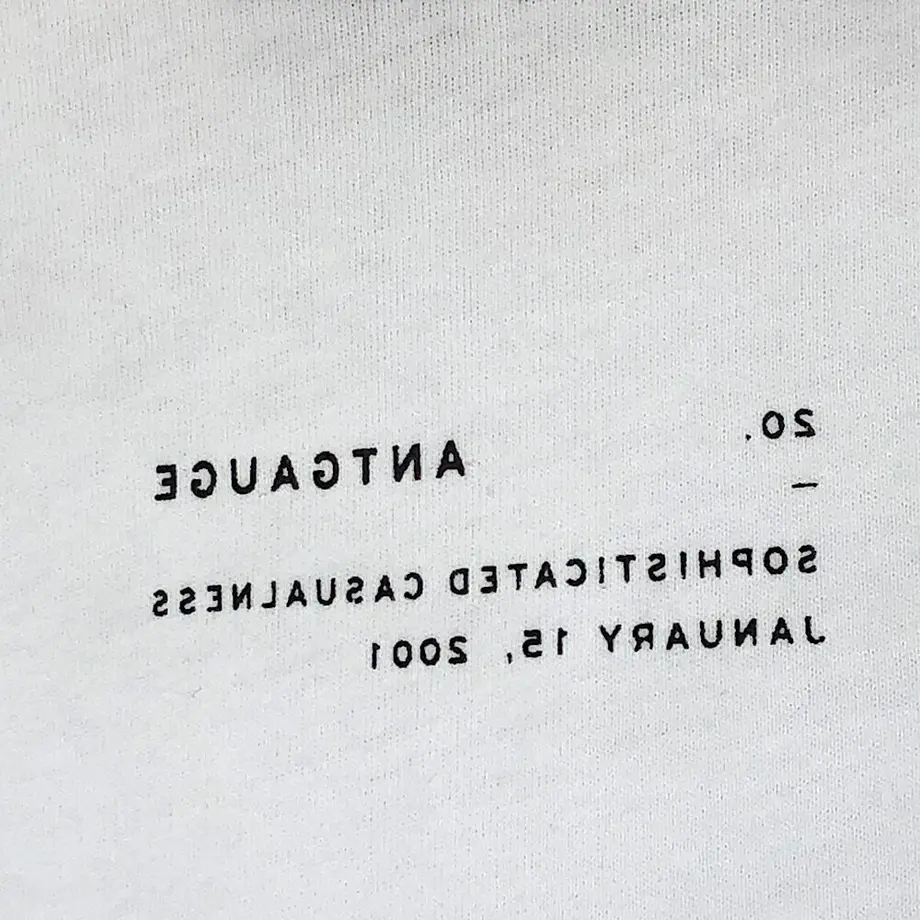 20.
ANTGAUGE
—
SOPHISTICATED CASUALNESS
JANUARY 15, 2001